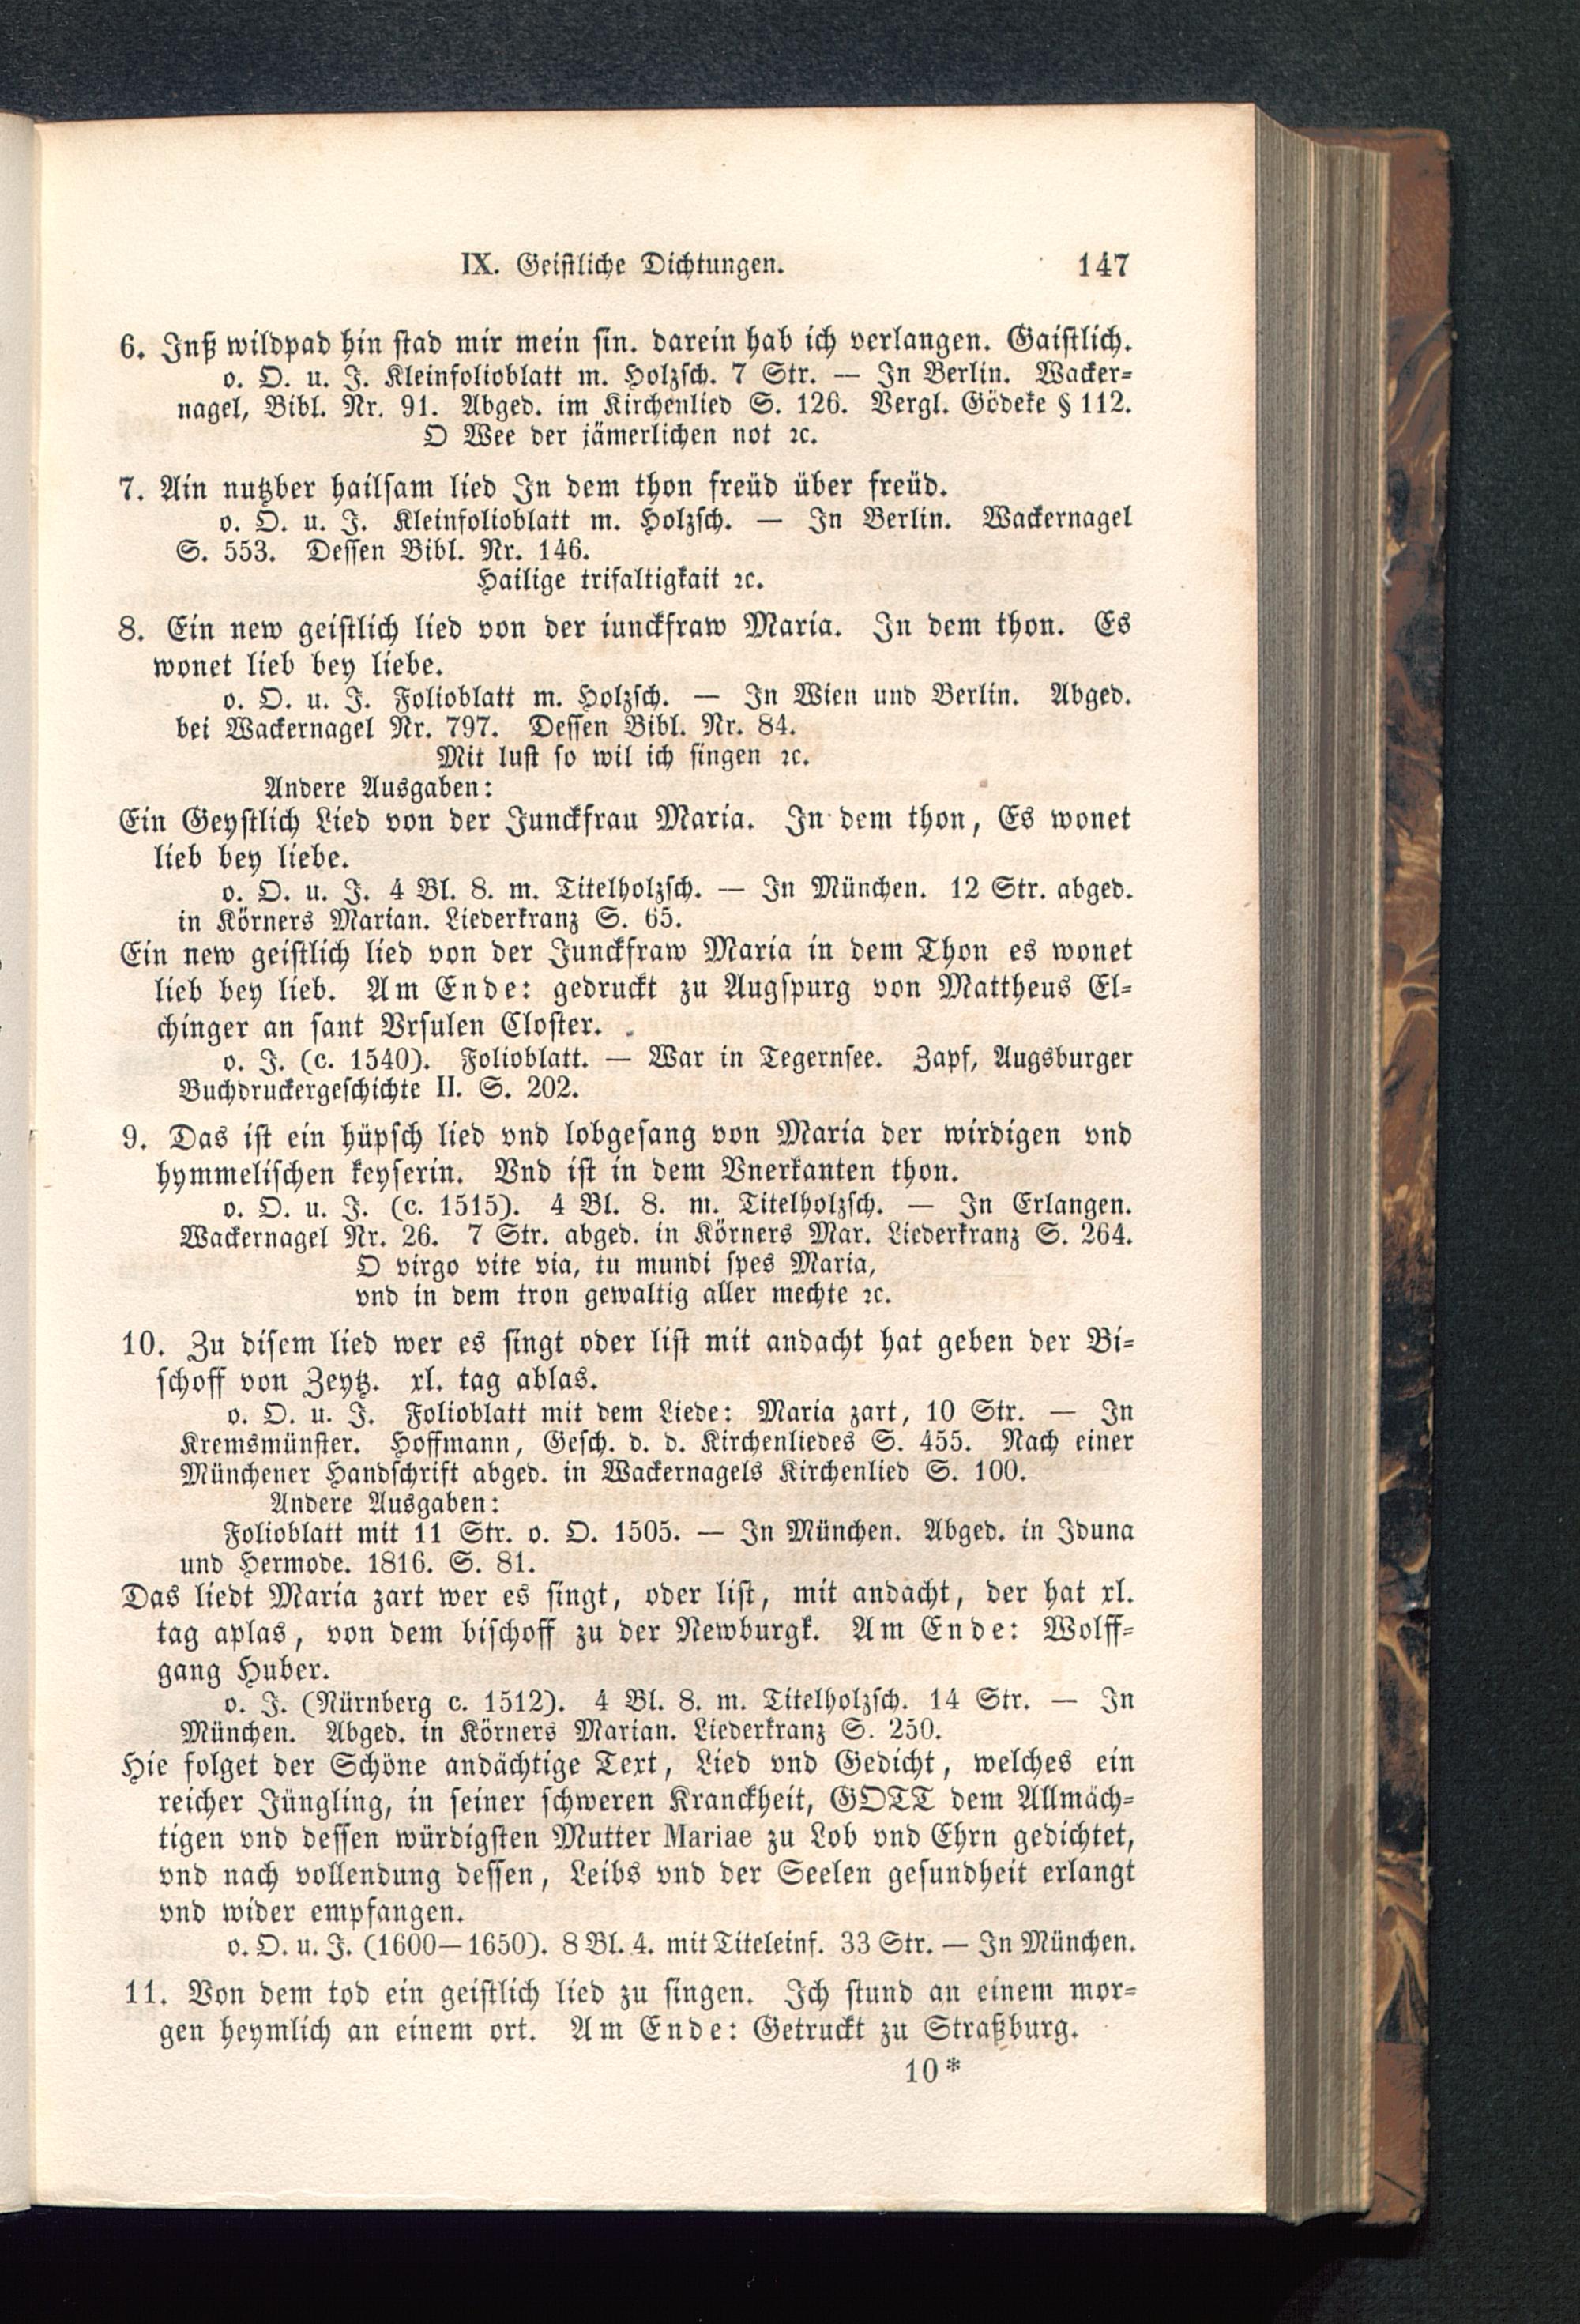 IX. Geistliche Dichtungen. 147
6. Inß wildpad hin stad mir mein sin. darein hab ich verlangen. Gaistlich.
o. O. u. J. Kleinfolioblatt m. Holzsch. 7 Str. — In Berlin. Wacker-
nagel, Bibl. Nr. 91. Abged. im Kirchenlied S. 126. Vergl. Gödeke § 112.
O Wee der jämerlichen not ꝛc.
7. Ain nutzber hailsam lied In dem thon freüd über freüd.
o. O. u. J. Kleinfolioblatt m. Holzsch. — In Berlin. Wackernagel
S. 553. Dessen Bibl. Nr. 146.
Hailige trifaltigkait ꝛc.
8. Ein new geistlich lied von der iunckfraw Maria. In dem thon. Es
wonet lieb bey liebe.
o. O. u. J. Folioblatt m. Holzsch. — In Wien und Berlin. Abged.
bei Wackernagel Nr. 797. Dessen Bibl. Nr. 84.
Mit lust so wil ich singen ꝛc.
Andere Ausgaben:
Ein Geystlich Lied von der Junckfrau Maria. In dem thon, Es wonet
lieb bey liebe.
o. O. u. J. 4 Bl. 8. m. Titelholzsch. — In München. 12 Str. abged.
in Körners Marian. Liederkranz S. 65.
Ein new geistlich lied von der Junckfraw Maria in dem Thon es wonet
lieb bey lieb. Am Ende: gedruckt zu Augspurg von Mattheus El-
chinger an sant Vrsulen Closter.
o. J. (c. 1540). Folioblatt. — War in Tegernsee. Zapf, Augsburger
Buchdruckergeschichte II. S. 202.
9. Das ist ein hüpsch lied vnd lobgesang von Maria der wirdigen vnd
hymmelischen keyserin. Vnd ist in dem Vnerkanten thon.
o. O. u. J. (c. 1515). 4 Bl. 8. m. Titelholzsch. — In Erlangen.
Wackernagel Nr. 26. 7 Str. abged. in Körners Mar. Liederkranz S. 264.
O virgo vite via, tu mundi spes Maria,
vnd in dem tron gewaltig aller mechte ꝛc.
10. Zu disem lied wer es singt oder list mit andacht hat geben der Bi-
schoff von Zeytz. xl. tag ablas.
o. O. u. J. Folioblatt mit dem Liede: Maria zart, 10 Str. — In
Kremsmünster. Hoffmann, Gesch. d. d. Kirchenliedes S. 455. Nach einer
Münchener Handschrift abged. in Wackernagels Kirchenlied S. 100.
Andere Ausgaben:
Folioblatt mit 11 Str. o. O. 1505. — In München. Abged. in Iduna
und Hermode. 1816. S. 81.
Das liedt Maria zart wer es singt, oder list, mit andacht, der hat xl.
tag aplas, von dem bischoff zu der Newburgk. Am Ende: Wolff-
gang Huber.
o. J. (Nürnberg c. 1512). 4 Bl. 8. m. Titelholzsch. 14 Str. — In
München. Abged. in Körners Marian. Liederkranz S. 250.
Hie folget der Schöne andächtige Text, Lied vnd Gedicht, welches ein
reicher Jüngling, in seiner schweren Kranckheit, GOTT dem Allmäch-
tigen vnd dessen würdigsten Mutter Mariae zu Lob vnd Ehrn gedichtet,
vnd nach vollendung dessen, Leibs vnd der Seelen gesundheit erlangt
vnd wider empfangen.
o. O. u. J. (1600—1650). 8 Bl. 4. mit Titeleinf. 33 Str. — In München.
11. Von dem tod ein geistlich lied zu singen. Ich stund an einem mor-
gen heymlich an einem ort. Am Ende: Getruckt zu Straßburg.
10*